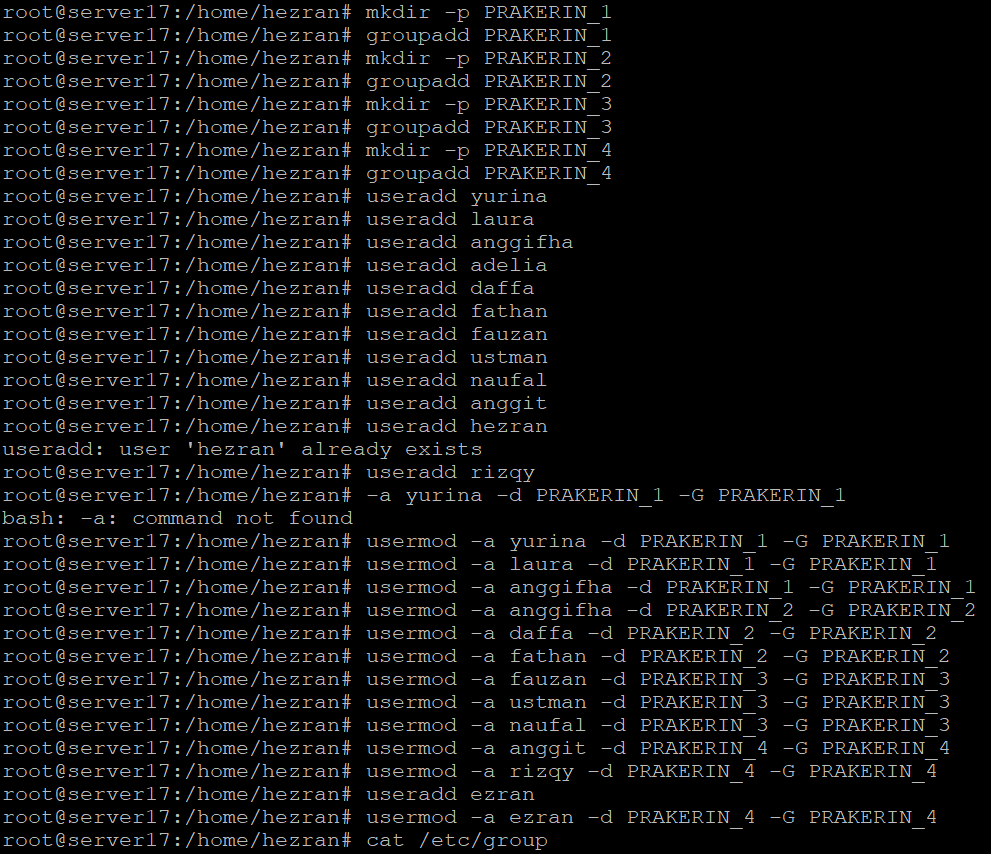 root@server17:/home/hezran# mkdir -p PRAKERIN_1
root@server17:/home/hezran# groupadd PRAKERIN_1
root@server17:/home/hezran# mkdir -p PRAKERIN_2
root@server17:/home/hezran# groupadd PRAKERIN_2
root@server17:/home/hezran# mkdir -p PRAKERIN_3
root@server17:/home/hezran# groupadd PRAKERIN_3
root@server17:/home/hezran# mkdir -p PRAKERIN_4
root@server17:/home/hezran# groupadd PRAKERIN_4
root@server17:/home/hezran# useradd yurina
root@server17:/home/hezran# useradd laura
root@server17:/home/hezran# useradd anggifha
root@server17:/home/hezran# useradd adelia
root@server17:/home/hezran# useradd daffa
root@server17:/home/hezran# useradd fathan
root@server17:/home/hezran# useradd fauzan
root@server17:/home/hezran# useradd ustman
root@server17:/home/hezran# useradd naufal
root@server17:/home/hezran# useradd anggit
root@server17:/home/hezran# useradd hezran
useradd: user 'hezran' already exists
root@server17:/home/hezran# useradd rizqy
root@server17:/home/hezran# -a yurina -d PRAKERIN_1 -G PRAKERIN_1
bash: -a: command not found
root@server17:/home/hezran# usermod -a yurina -d PRAKERIN_1 -G PRAKERIN_1
root@server17:/home/hezran# usermod -a laura -d PRAKERIN_1 -G PRAKERIN_1
root@server17:/home/hezran# usermod -a anggifha -d PRAKERIN_1 -G PRAKERIN_1
root@server17:/home/hezran# usermod -a anggifha -d PRAKERIN_2 -G PRAKERIN_2
root@server17:/home/hezran# usermod -a daffa -d PRAKERIN_2 -G PRAKERIN_2
root@server17:/home/hezran# usermod -a fathan -d PRAKERIN_2 -G PRAKERIN_2
root@server17:/home/hezran# usermod -a fauzan -d PRAKERIN_3 -G PRAKERIN_3
root@server17:/home/hezran# usermod -a ustman -d PRAKERIN_3 -G PRAKERIN_3
root@server17:/home/hezran# usermod -a naufal -d PRAKERIN_3 -G PRAKERIN_3
root@server17:/home/hezran# usermod -a anggit -d PRAKERIN_4 -G PRAKERIN_4
root@server17:/home/hezran# usermod -a rizqy -d PRAKERIN_4 -G PRAKERIN_4
root@server17:/home/hezran# useradd ezran
root@server17:/home/hezran# usermod -a ezran -d PRAKERIN_4 -G PRAKERIN_4
root@server17:/home/hezran# cat /etc/group